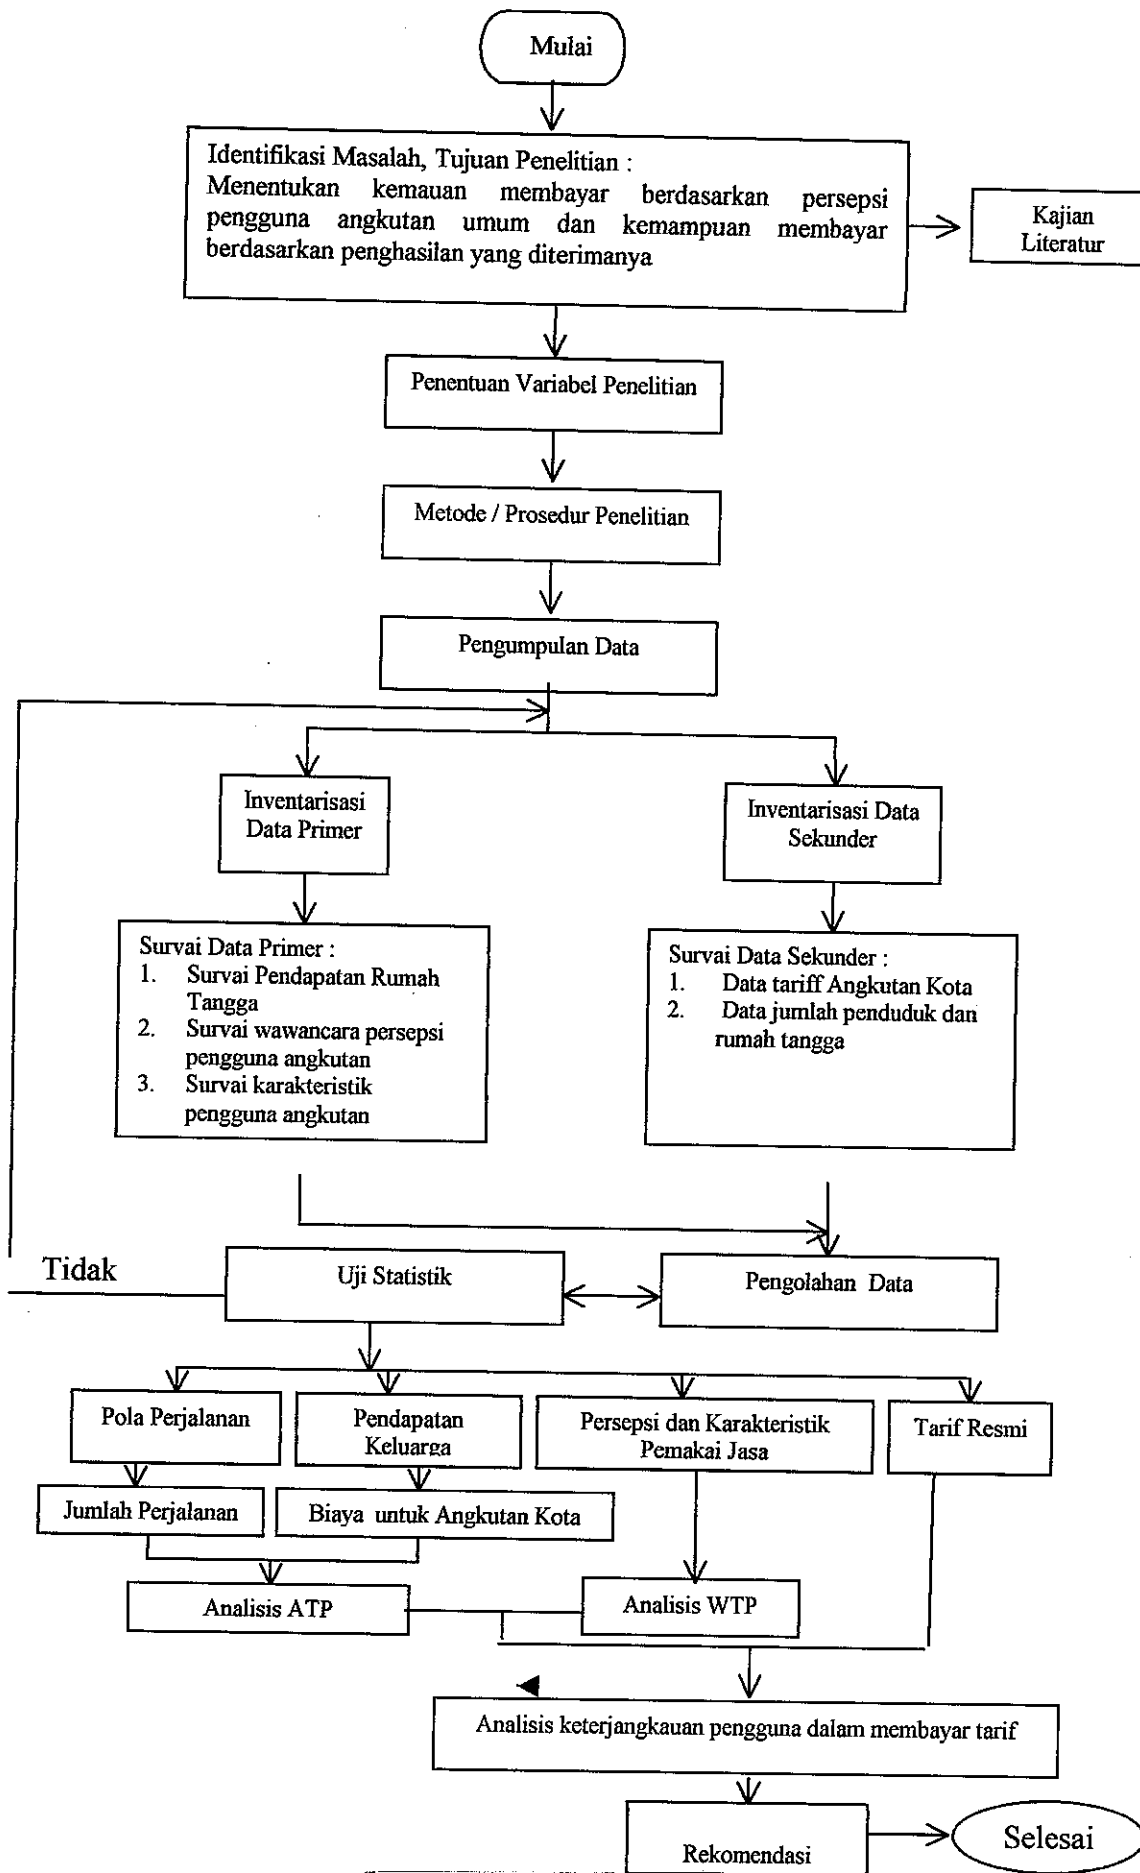 Mulai
Identifikasi Masalah, Tujuan Penelitian :
Menentukan kemauan membayar berdasarkan persepsi
pengguna angkutan umum dan kemampuan membayar
berdasarkan penghasilan yang diterimanya
Kajian
Literatur
Penentuan Variabel Penelitian
Metode / Prosedur Penelitian
Pengumpulan Data
Inventarisasi
Data Primer
Inventarisasi Data
Sekunder
Survai Data Primer :
1. Survai Pendapatan Rumah
Tangga
2. Survai wawancara persepsi
pengguna angkutan
3. Survai karakteristik
pengguna angkutan
Survai Data Sekunder :
1. Data tariff Angkutan Kota
2. Data jumlah penduduk dan
rumah tangga
Tidak
Uji Statistik
Pengolahan Data
Pola Perjalanan
Pendapatan
Keluarga
Persepsi dan Karakteristik
Pemakai Jasa
Tarif Resmi
Jumlah Perjalanan
Biaya untuk Angkutan Kota
Analisis ATP
Analisis WTP
Analisis keterjangkauan pengguna dalam membayar tarif
Rekomendasi
Selesai